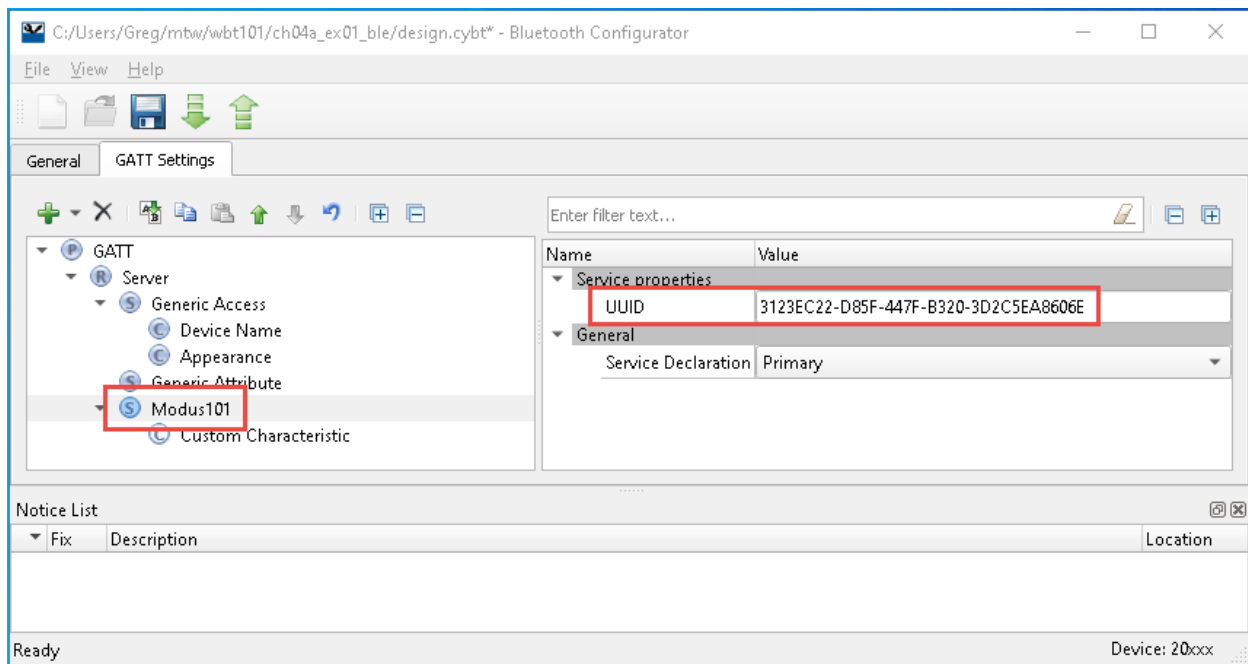 C:/Users/Greg/mtw/wbt101/ch04a_ex01_ble/design.cybt* - Bluetooth Configurator
File View Help
General GATT Settings
Enter filter text...
GATT
Server
Generic Access
Device Name
Appearance
Generic Attribute
Modus101
Custom Characteristic
Name Value
Service properties
UUID 3123EC22-D85F-447F-B320-3D2C5EA8606E
General
Service Declaration Primary
Notice List
Fix Description Location
Ready Device: 20xxx